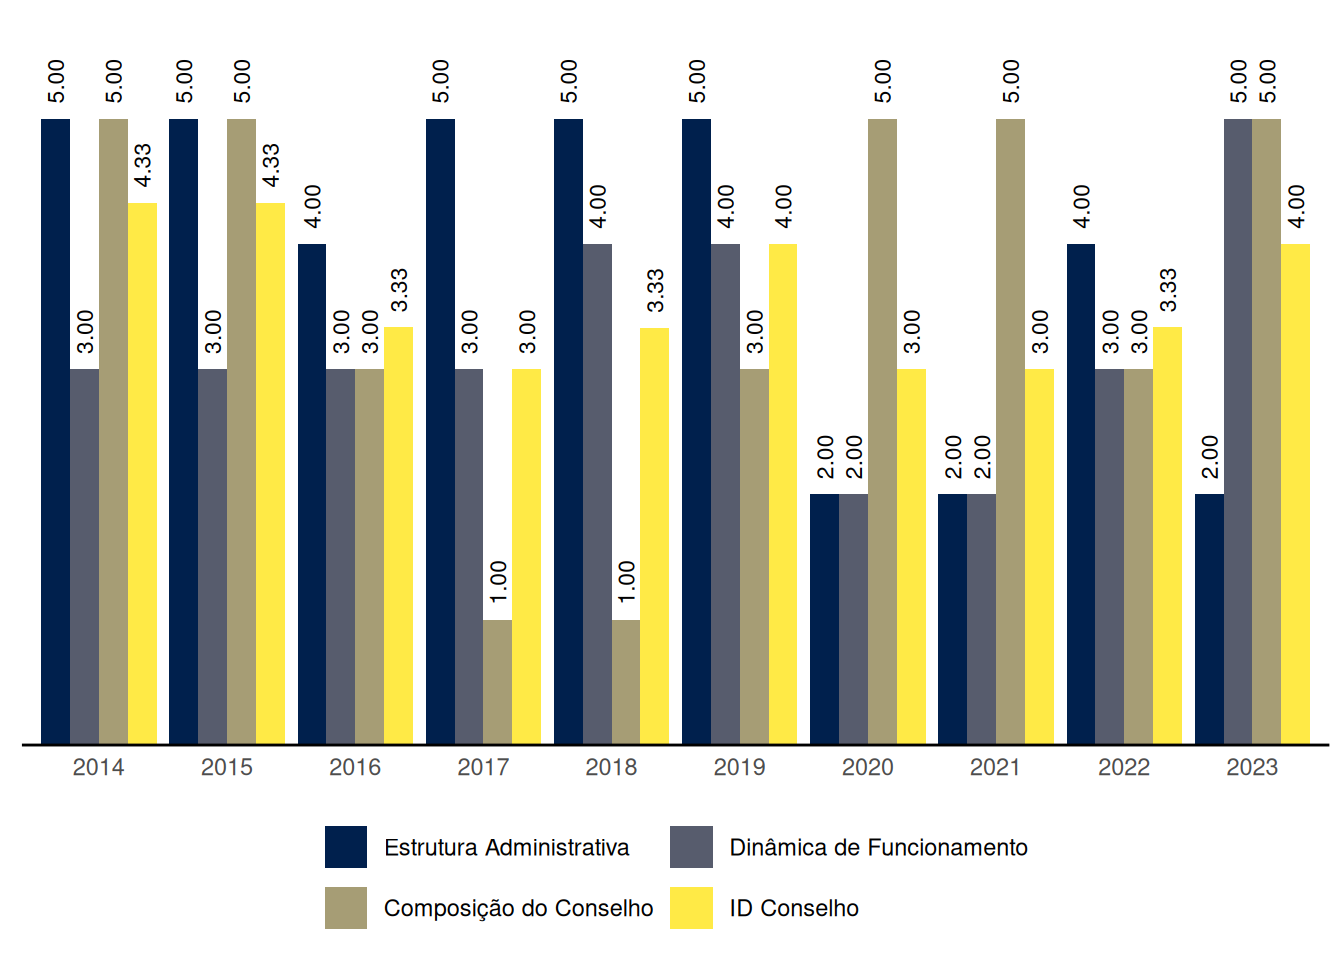 5.00 3.00 5.00 4.33 5.00 3.00 5.00 4.33 4.00 3.00 3.00 3.33 5.00 3.00 1.00 3.00 5.00 4.00 1.00 3.33 5.00 4.00 3.00 4.00 2.00 2.00 5.00 3.00 2.00 2.00 5.00 3.00 4.00 3.00 3.00 3.33 2.00 5.00 5.00 4.00
2014 2015 2016 2017 2018 2019 2020 2021 2022 2023
Estrutura Administrativa Dinâmica de Funcionamento
Composição do Conselho ID Conselho